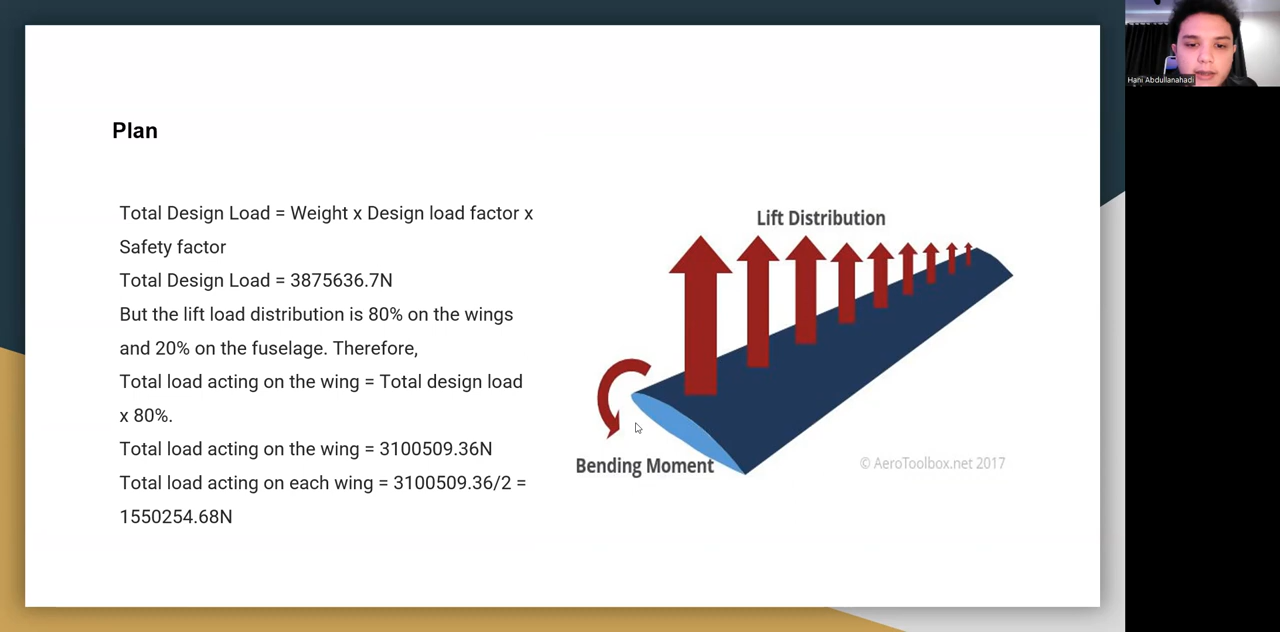 Plan
Total Design Load = Weight x Design load factor x
Safety factor
Total Design Load = 3875636.7N
But the lift load distribution is 80% on the wings
and 20% on the fuselage. Therefore,
Total load acting on the wing = Total design load
x 80%.
Total load acting on the wing = 3100509.36N
Total load acting on each wing = 3100509.36/2 =
1550254.68N
Lift Distribution
Bending Moment
© AeroToolbox.net 2017
Hani Abdullanahadi